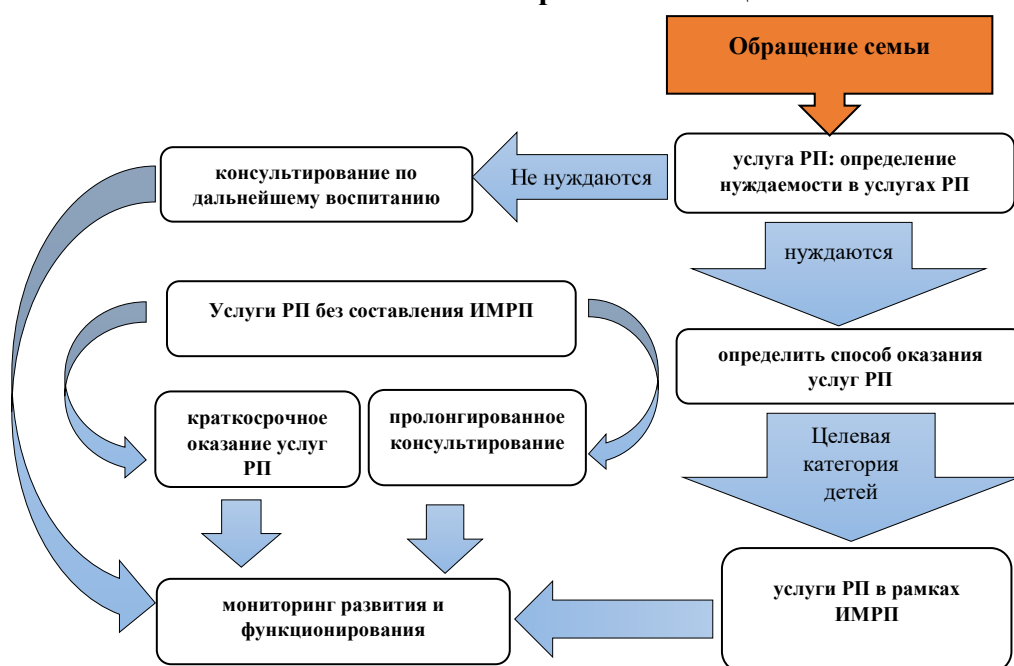 Обращение семьи
услуга РП: определение
нуждаемости в услугах РП
Не нуждаются
консультирование по
дальнейшему воспитанию
нуждаются
Услуги РП без составления ИМРП
определить способ оказания
услуг РП
краткосрочное
оказание услуг
РП
пролонгированное
консультирование
Целевая
категория
детей
услуги РП в рамках
ИМРП
мониторинг развития и
функционирования